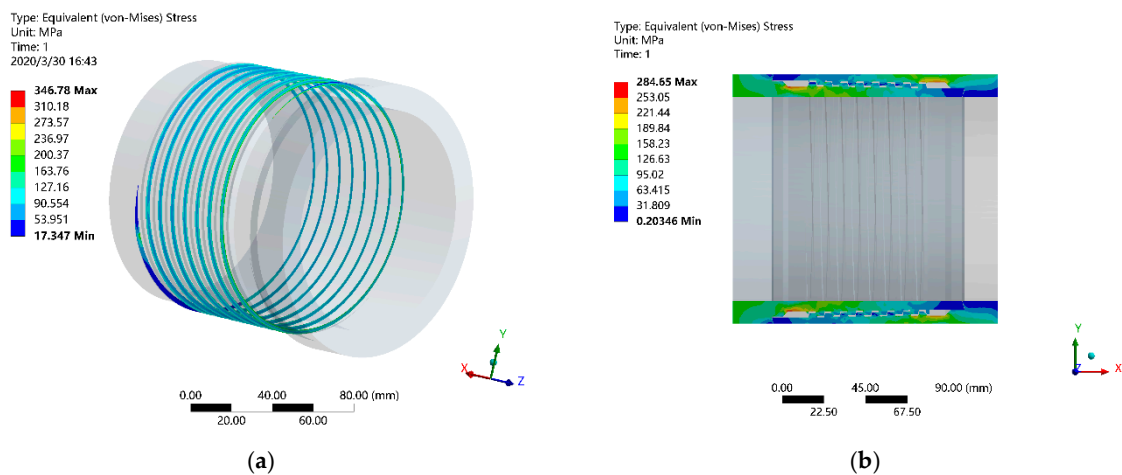 Type: Equivalent (von-Mises) Stress
Unit: MPa
Time: 1
2020/3/30 16:43
346.78 Max
310.18
273.57
236.97
200.37
163.76
127.16
90.554
53.951
17.347 Min
Y
X
Z
0.00 40.00 80.00 (mm)
20.00 60.00
(a)
Type: Equivalent (von-Mises) Stress
Unit: MPa
Time: 1
284.65 Max
253.05
221.44
189.84
158.23
126.63
95.02
63.415
31.809
0.20346 Min
Y
Z X
0.00 45.00 90.00 (mm)
22.50 67.50
(b)